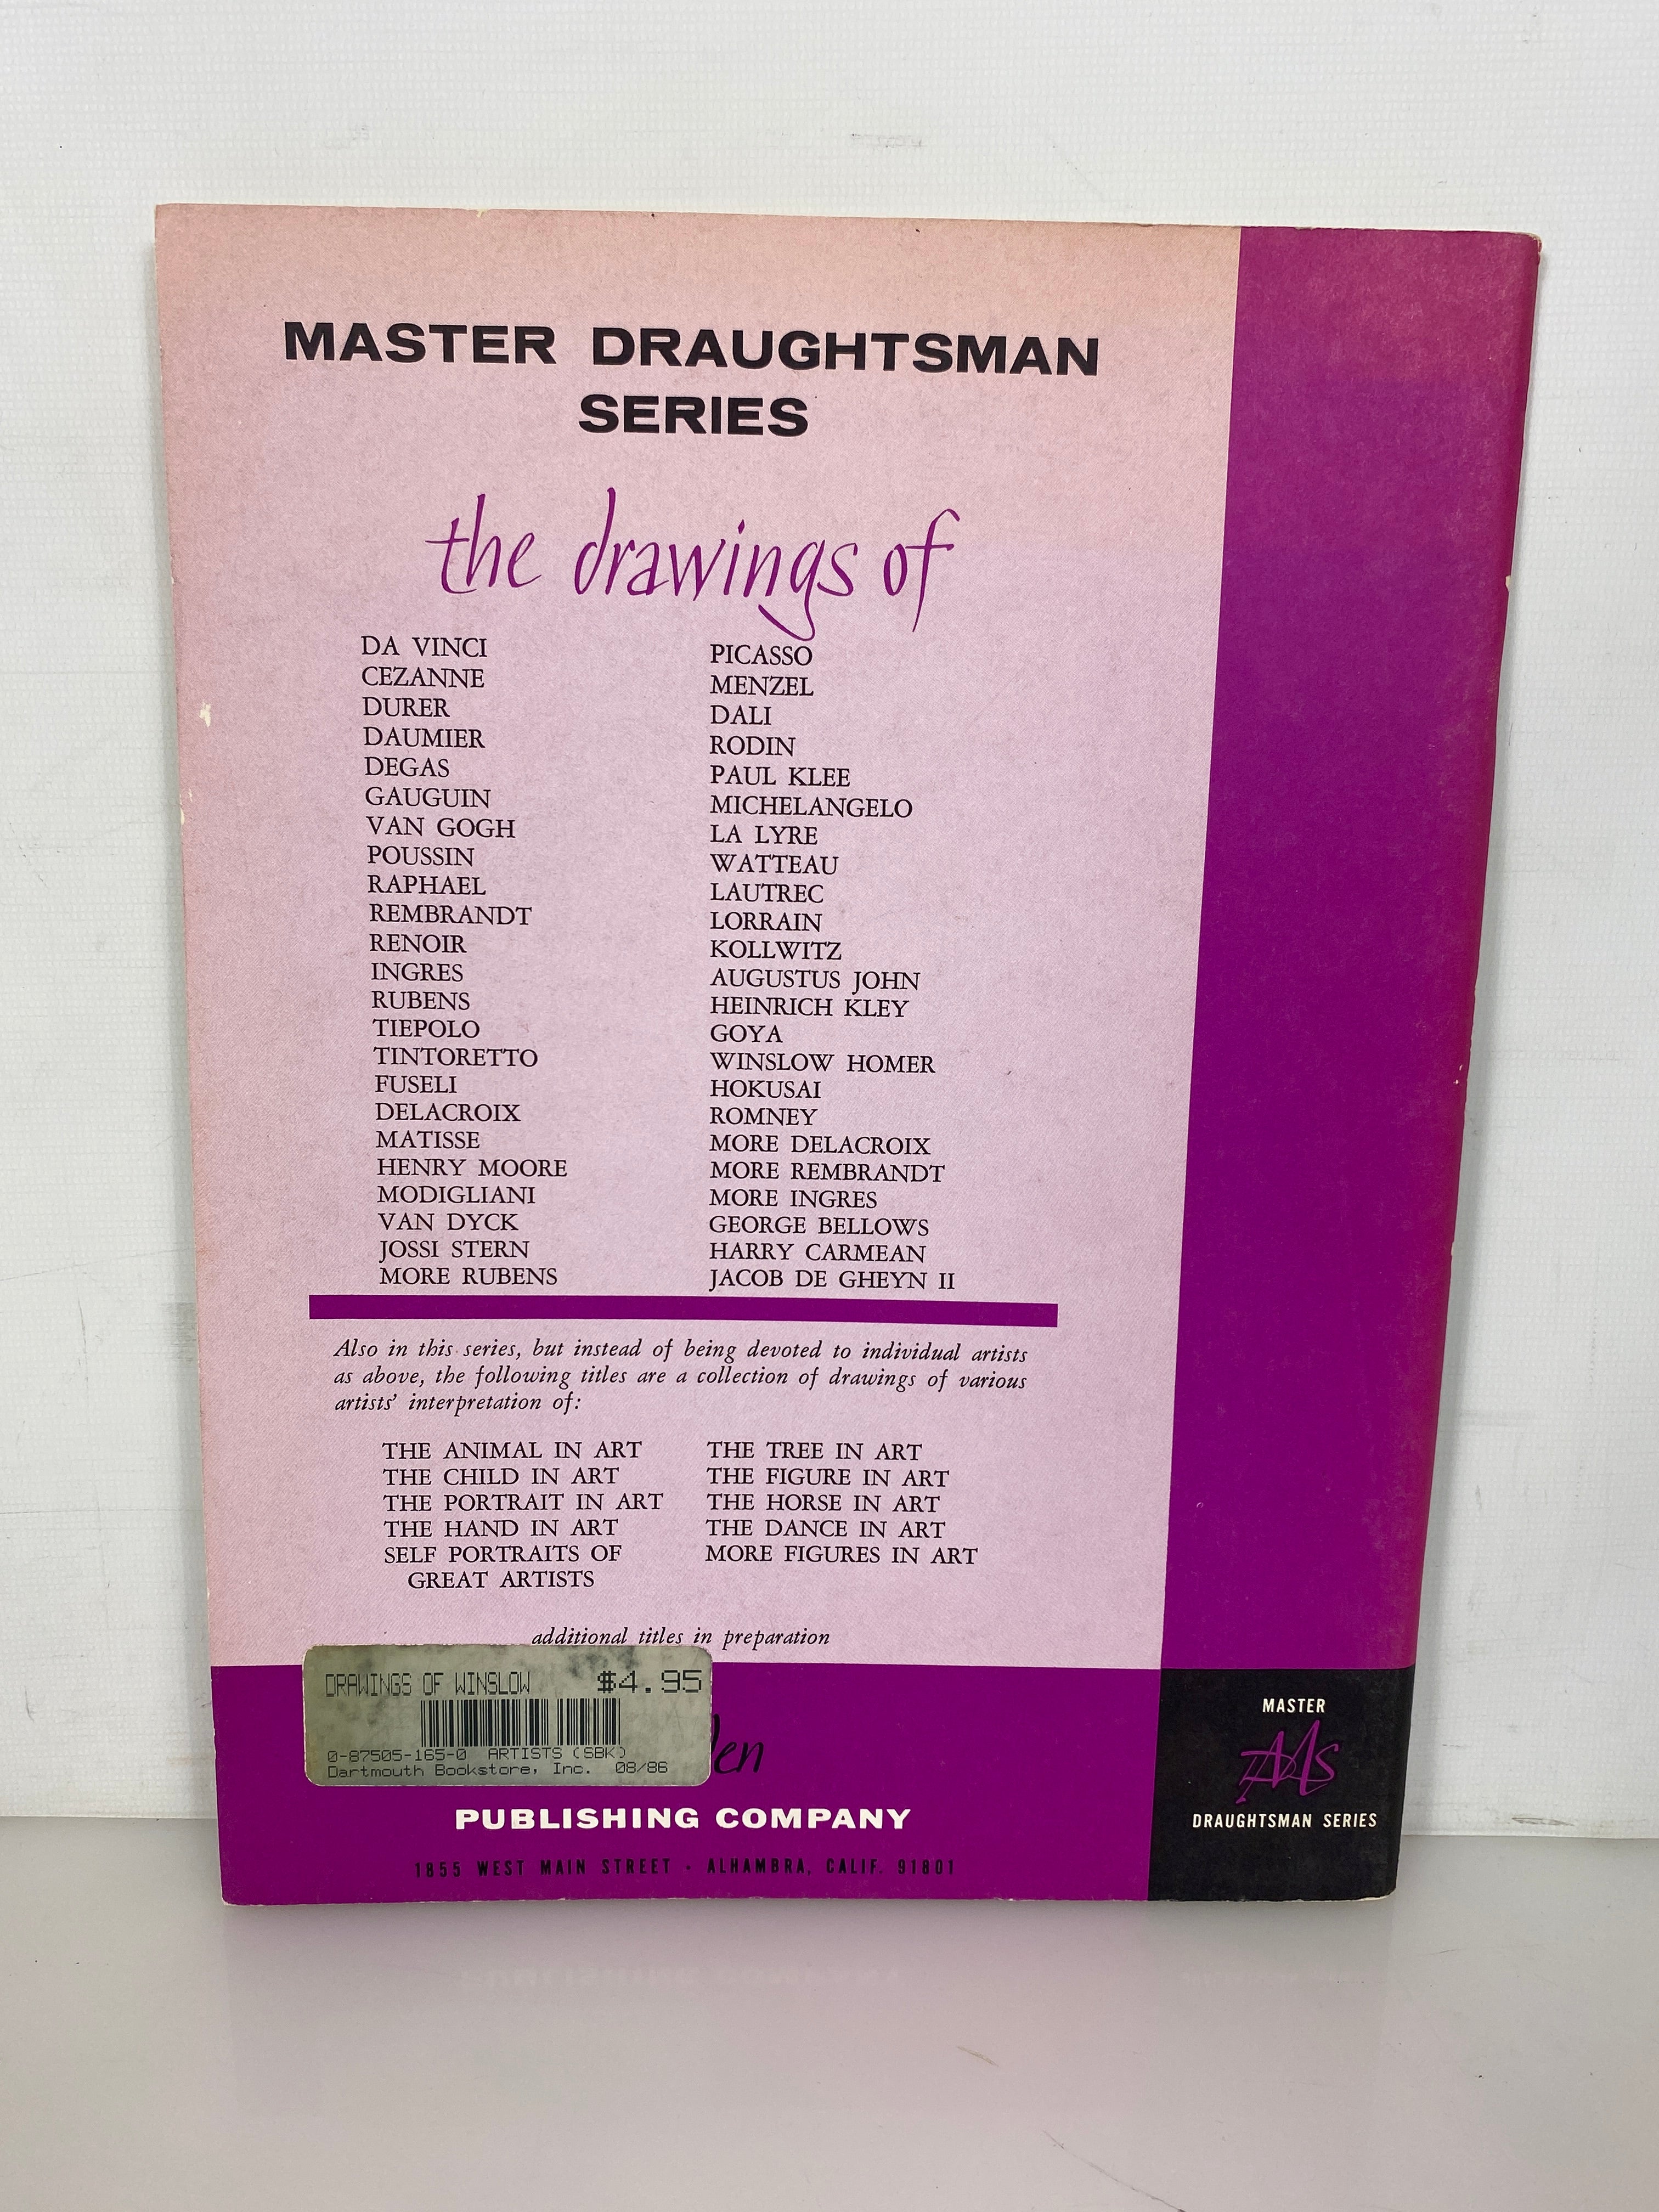 MASTER DRAUGHTSMAN
SERIES
the drawings of
DA VINCI
CEZANNE
DURER
DAUMIER
DEGAS
GAUGUIN
VAN GOGH
POUSSIN
RAPHAEL
REMBRANDT
RENOIR
INGRES
RUBENS
TIEPOLO
TINTORETTO
FUSELI
DELACROIX
MATISSE
HENRY MOORE
MODIGLIANI
VAN DYCK
JOSSI STERN
MORE RUBENS
PICASSO
MENZEL
DALI
RODIN
PAUL KLEE
MICHELANGELO
LA LYRE
WATTEAU
LAUTREC
LORRAIN
KOLLWITZ
AUGUSTUS JOHN
HEINRICH KLEY
GOYA
WINSLOW HOMER
HOKUSAI
ROMNEY
MORE DELACROIX
MORE REMBRANDT
MORE INGRES
GEORGE BELLOWS
HARRY CARMEAN
JACOB DE GHEYN II
Also in this series, but instead of being devoted to individual artists
as above, the following titles are a collection of drawings of various
artists' interpretation of:
THE ANIMAL IN ART
THE CHILD IN ART
THE PORTRAIT IN ART
THE HAND IN ART
SELF PORTRAITS OF
GREAT ARTISTS
THE TREE IN ART
THE FIGURE IN ART
THE HORSE IN ART
THE DANCE IN ART
MORE FIGURES IN ART
additional titles in preparation
DRAWINGS OF WINSLOW $4.95
0-87505-165-0 ARTISTS (SBK)
Dartmouth Bookstore, Inc. 08/86
PUBLISHING COMPANY
1855 WEST MAIN STREET - ALHAMBRA, CALIF. 91801
MASTER
MS
DRAUGHTSMAN SERIES